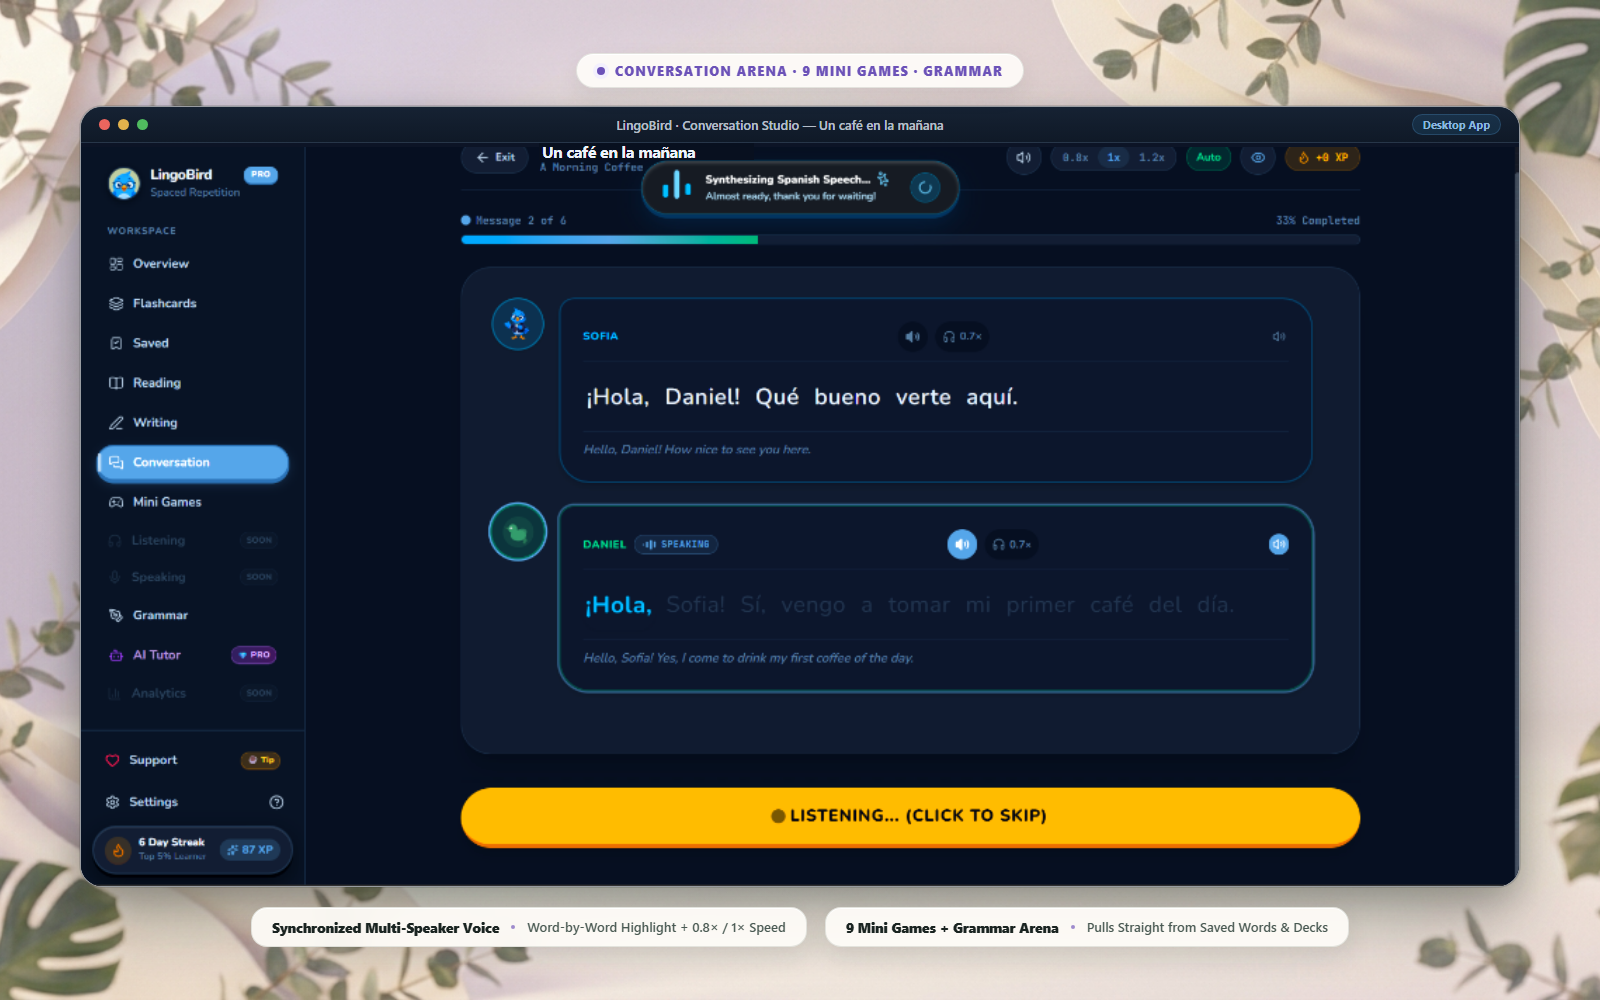 CONVERSATION ARENA · 9 MINI GAMES · GRAMMAR
LingoBird · Conversation Studio — Un café en la mañana
Desktop App
LingoBird
PRO
Spaced Repetition
WORKSPACE
Overview
Flashcards
Saved
Reading
Writing
Conversation
Mini Games
Listening SOON
Speaking SOON
Grammar
AI Tutor PRO
Analytics SOON
Support Tip
Settings
6 Day Streak
Top 5% Learner
87 XP
Exit
Un café en la mañana
A Morning Coffee
0.8x 1x 1.2x
Auto
+0 XP
Synthesizing Spanish Speech...
Almost ready, thank you for waiting!
Message 2 of 6
33% Completed
SOFIA
0.7×
¡Hola, Daniel! Qué bueno verte aquí.
Hello, Daniel! How nice to see you here.
DANIEL SPEAKING
0.7×
¡Hola, Sofia! Sí, vengo a tomar mi primer café del día.
Hello, Sofia! Yes, I come to drink my first coffee of the day.
LISTENING... (CLICK TO SKIP)
Synchronized Multi-Speaker Voice • Word-by-Word Highlight + 0.8× / 1× Speed
9 Mini Games + Grammar Arena • Pulls Straight from Saved Words & Decks